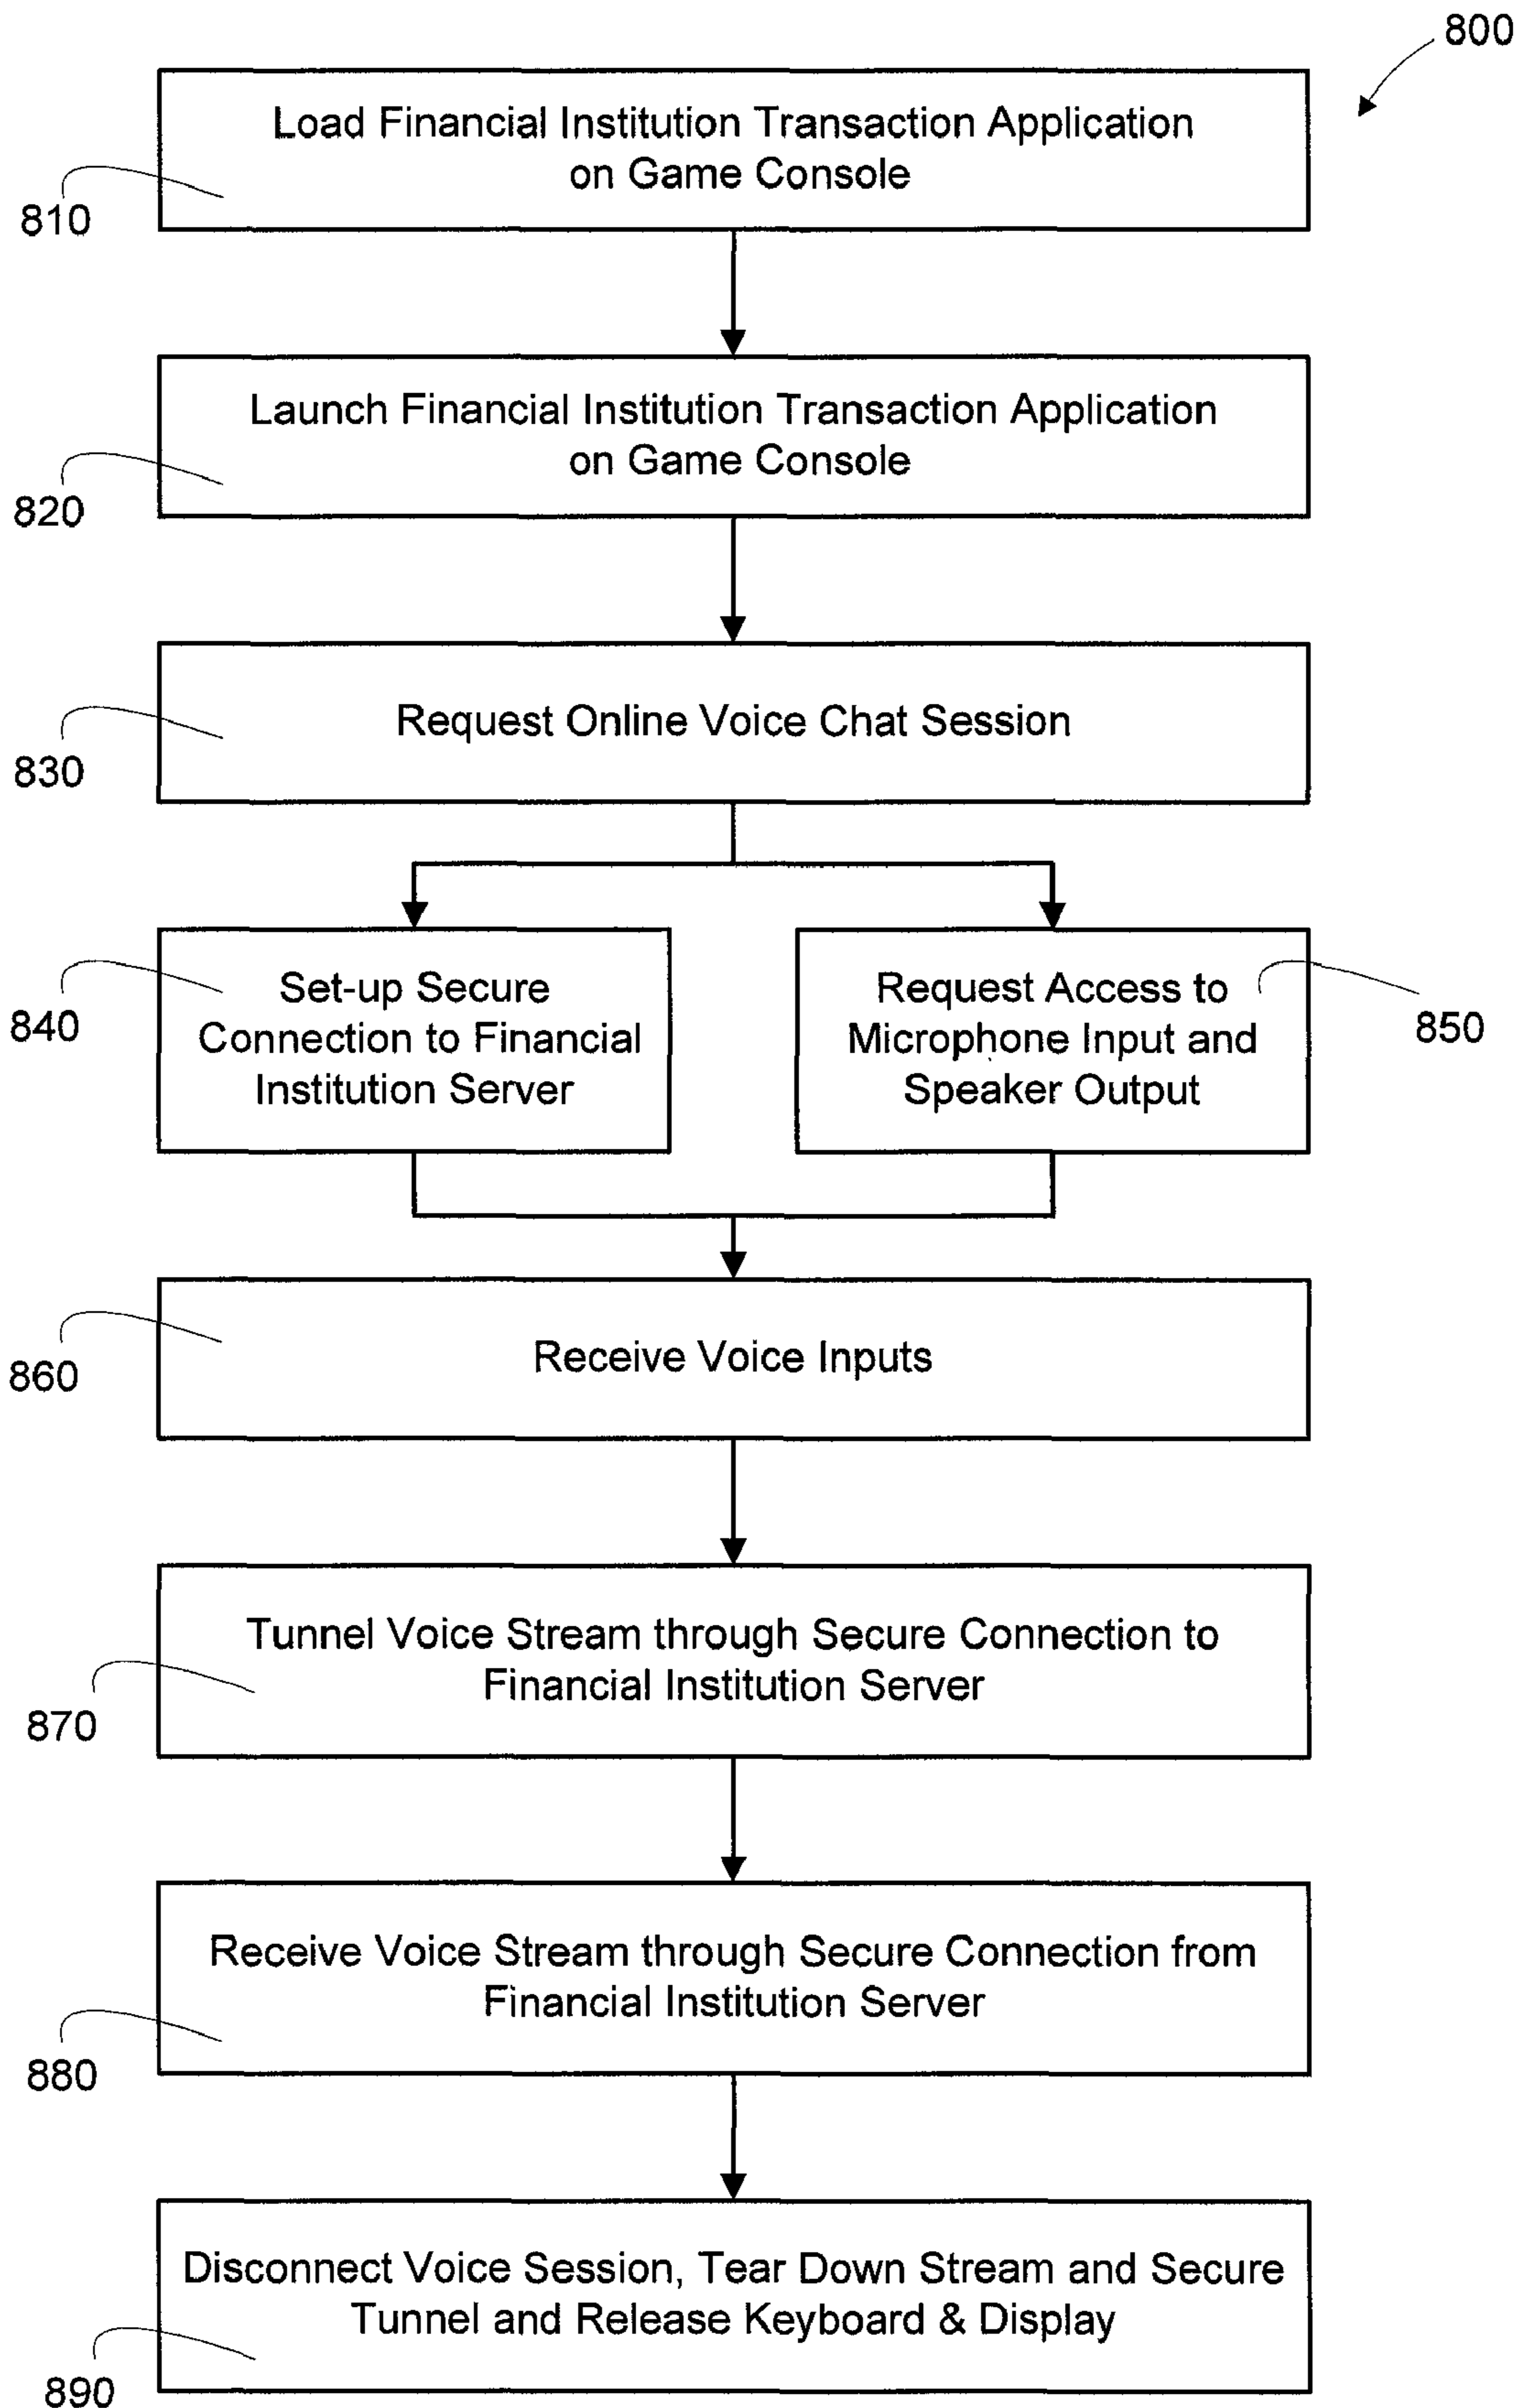 800
Load Financial Institution Transaction Application
on Game Console
810
Launch Financial Institution Transaction Application
on Game Console
820
Request Online Voice Chat Session
830
Set-up Secure
Connection to Financial
Institution Server
840
Request Access to
Microphone Input and
Speaker Output
850
Receive Voice Inputs
860
Tunnel Voice Stream through Secure Connection to
Financial Institution Server
870
Receive Voice Stream through Secure Connection from
Financial Institution Server
880
Disconnect Voice Session, Tear Down Stream and Secure
Tunnel and Release Keyboard & Display
890